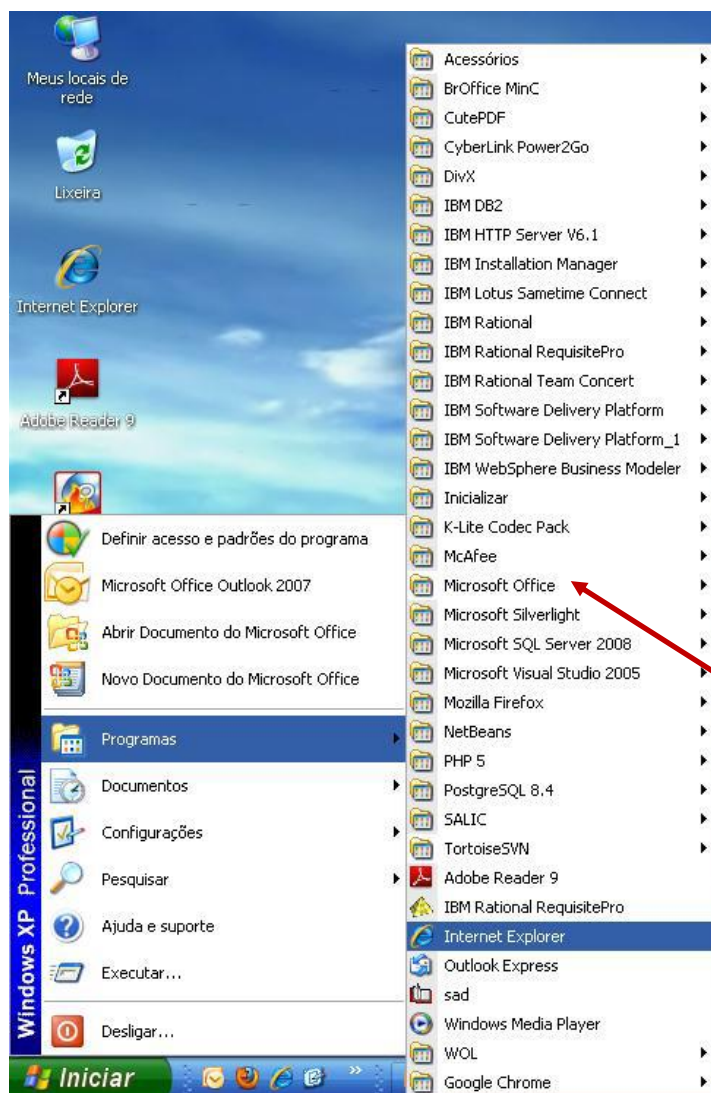 Meus locais de
rede
Lixeira
Internet Explorer
Adobe Reader 9
Definir acesso e padrões do programa
Microsoft Office Outlook 2007
Abrir Documento do Microsoft Office
Novo Documento do Microsoft Office
Programas
Documentos
Configurações
Pesquisar
Ajuda e suporte
Executar...
Desligar...
Windows XP Professional
Iniciar
Acessórios
BrOffice MinC
CutePDF
CyberLink Power2Go
DivX
IBM DB2
IBM HTTP Server V6.1
IBM Installation Manager
IBM Lotus Sametime Connect
IBM Rational
IBM Rational RequisitePro
IBM Rational Team Concert
IBM Software Delivery Platform
IBM Software Delivery Platform_1
IBM WebSphere Business Modeler
Inicializar
K-Lite Codec Pack
McAfee
Microsoft Office
Microsoft Silverlight
Microsoft SQL Server 2008
Microsoft Visual Studio 2005
Mozilla Firefox
NetBeans
PHP 5
PostgreSQL 8.4
SALIC
TortoiseSVN
Adobe Reader 9
IBM Rational RequisitePro
Internet Explorer
Outlook Express
sad
Windows Media Player
WOL
Google Chrome